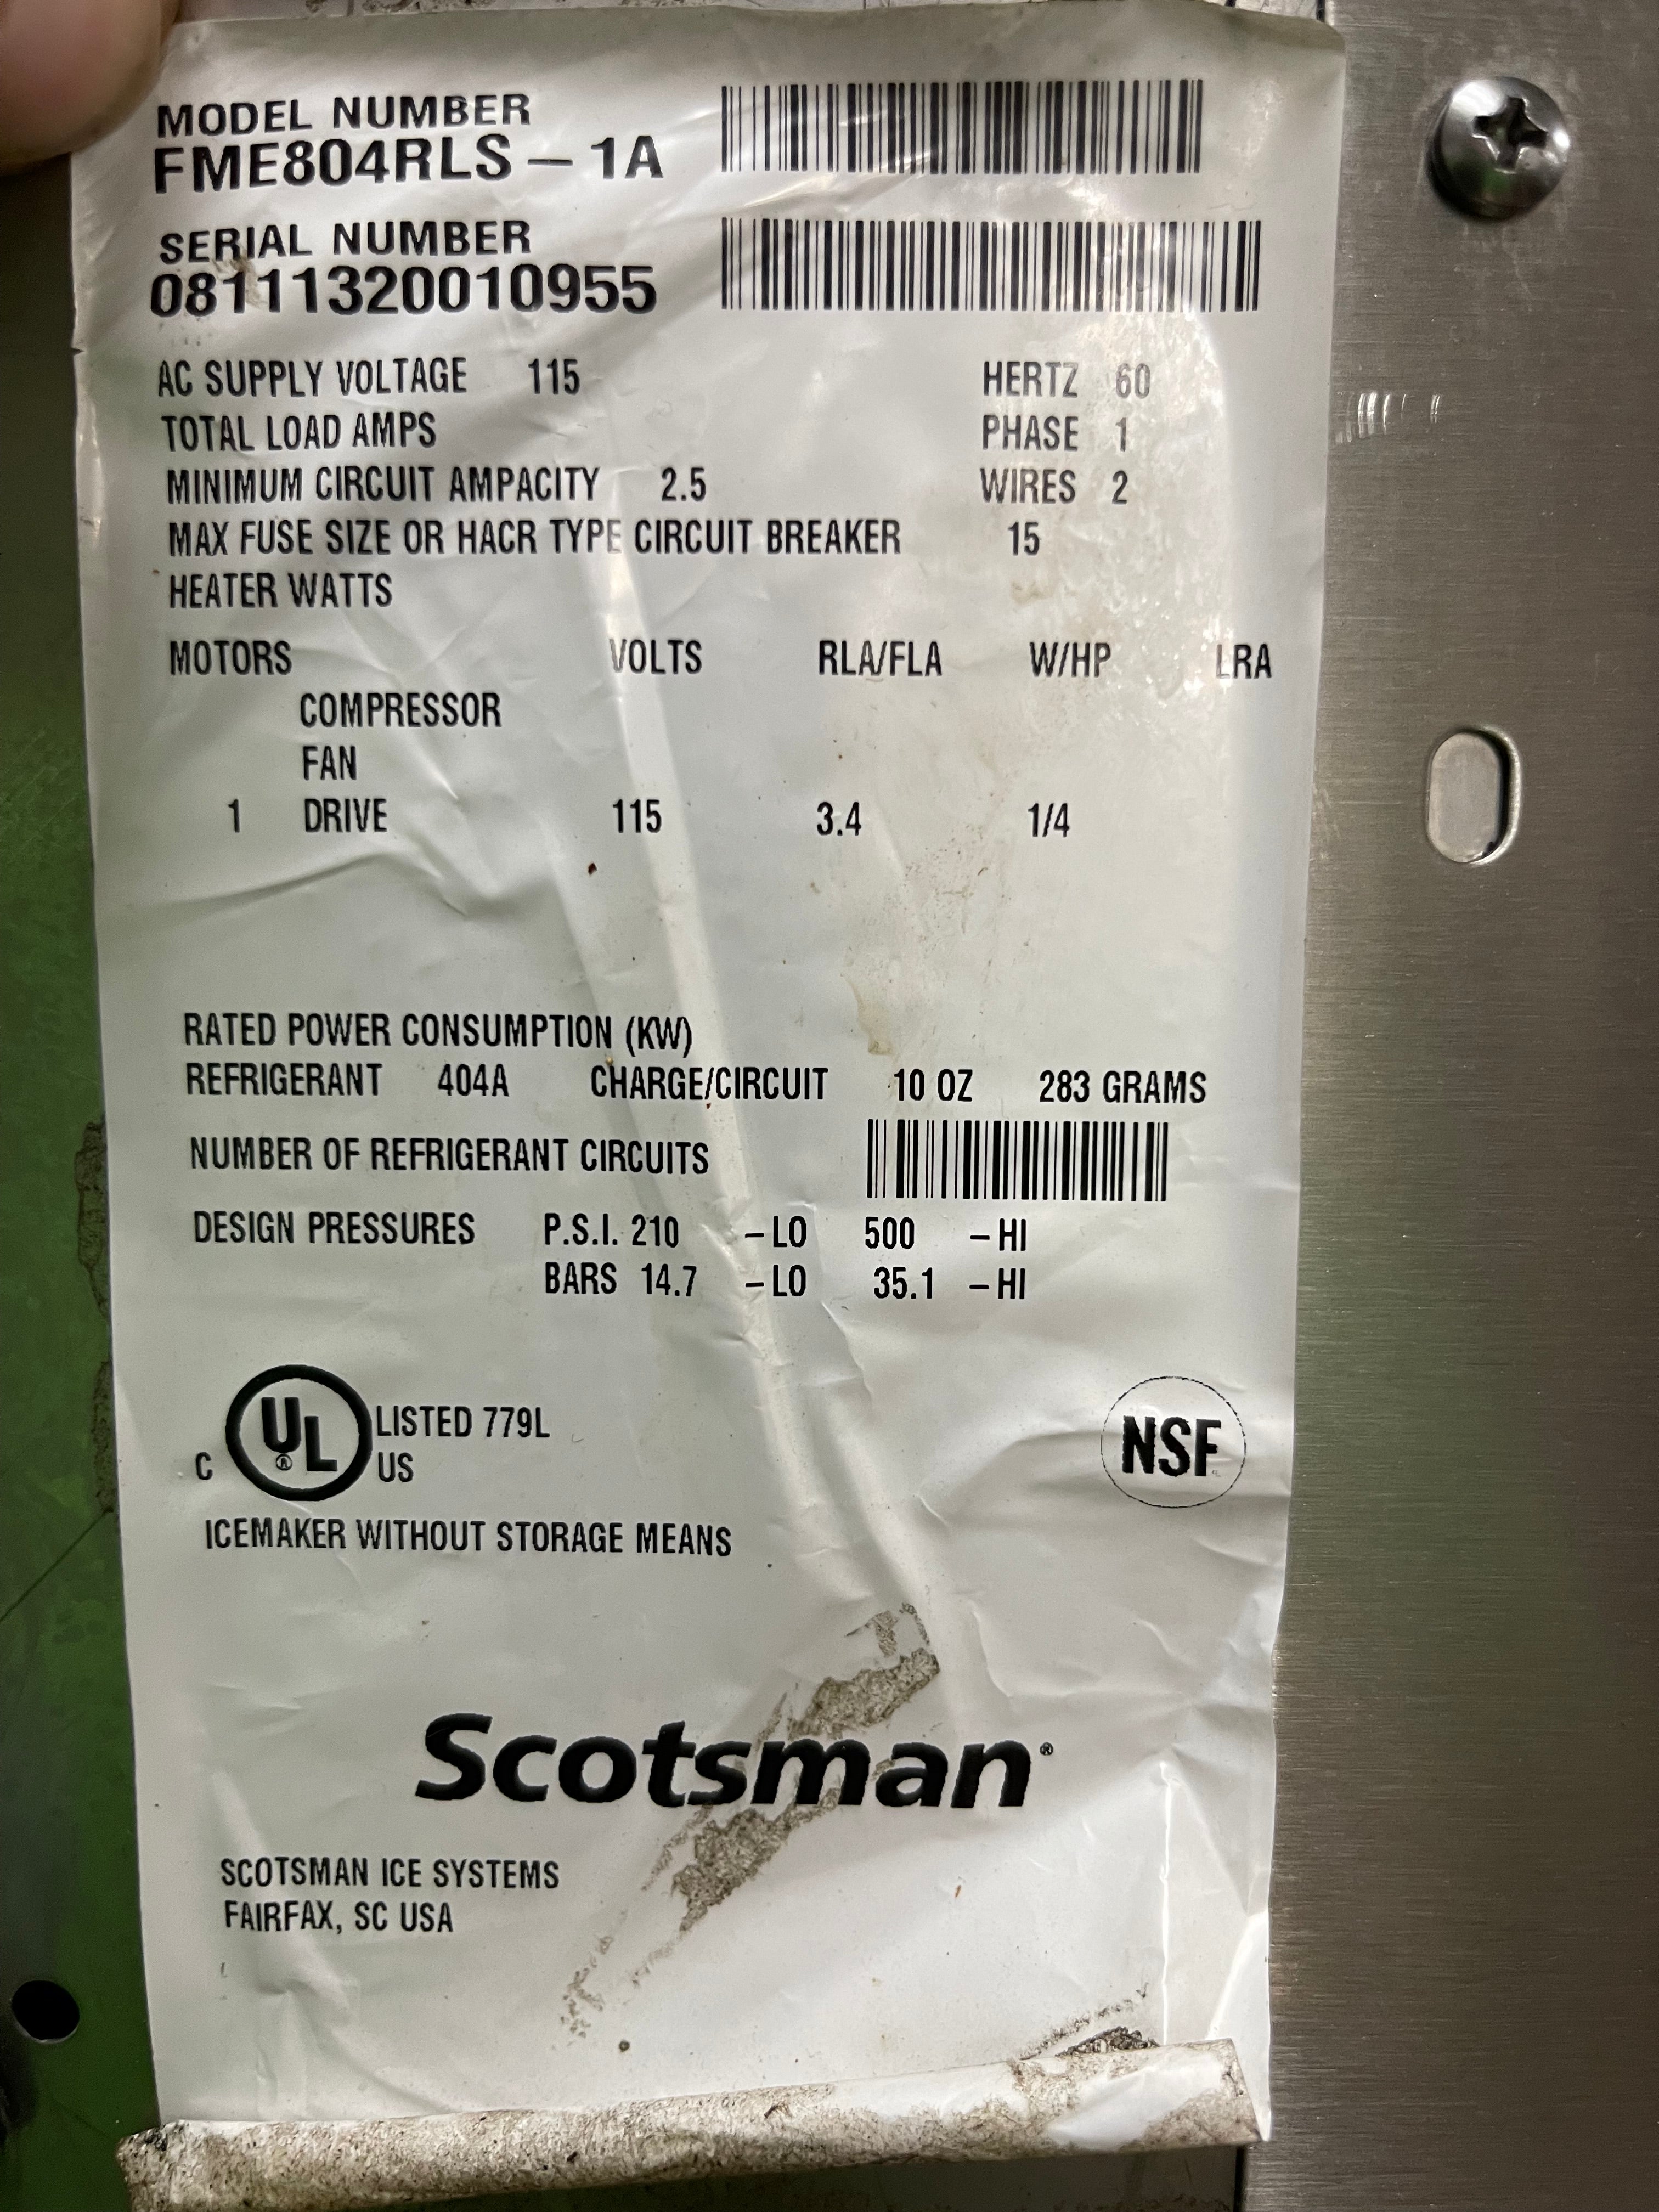 MODEL NUMBER
FME804RLS – 1A
SERIAL NUMBER
08111320010955
AC SUPPLY VOLTAGE 115 HERTZ 60
TOTAL LOAD AMPS PHASE 1
MINIMUM CIRCUIT AMPACITY 2.5 WIRES 2
MAX FUSE SIZE OR HACR TYPE CIRCUIT BREAKER 15
HEATER WATTS
MOTORS VOLTS RLA/FLA W/HP LRA
COMPRESSOR
FAN
1 DRIVE 115 3.4 1/4
RATED POWER CONSUMPTION (KW)
REFRIGERANT 404A CHARGE/CIRCUIT 10 OZ 283 GRAMS
NUMBER OF REFRIGERANT CIRCUITS
DESIGN PRESSURES P.S.I. 210 – LO 500 – HI
BARS 14.7 – LO 35.1 – HI
C UL ® LISTED 779L
US
NSF
ICEMAKER WITHOUT STORAGE MEANS
Scotsman®
SCOTSMAN ICE SYSTEMS
FAIRFAX, SC USA